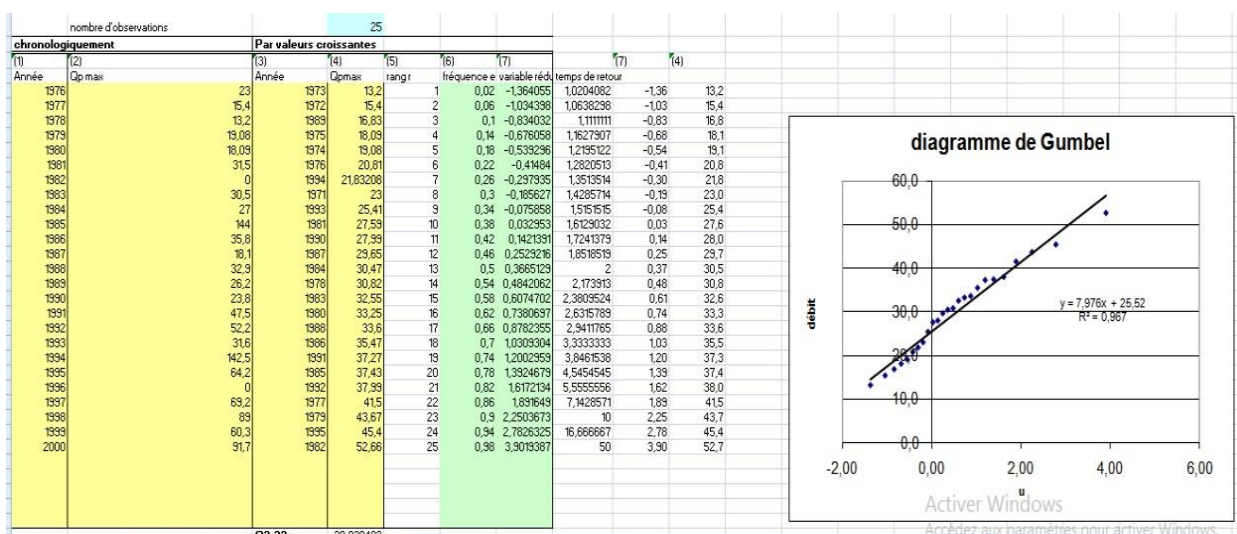 nombre d'observations 25
chronologiquement Par valeurs croissantes
(1) (2) (3) (4) (5) (6) (7) (7) (4)
Année Qp max Année Qpmax rang r fréquence e variable rédu temps de retour
1976 23 1973 13,2 1 0,02 -1,364055 1,0204082 -1,36 13,2
1977 15,4 1972 15,4 2 0,06 -1,034398 1,0638298 -1,03 15,4
1978 13,2 1989 16,83 3 0,1 -0,834032 1,1111111 -0,83 16,8
1979 19,08 1975 18,09 4 0,14 -0,676058 1,1627907 -0,68 18,1
1980 18,09 1974 19,08 5 0,18 -0,539296 1,2195122 -0,54 19,1
1981 31,5 1976 20,81 6 0,22 -0,41484 1,2820513 -0,41 20,8
1982 0 1994 21,83208 7 0,26 -0,297935 1,3513514 -0,30 21,8
1983 30,5 1971 23 8 0,3 -0,185627 1,4285714 -0,19 23,0
1984 27 1993 25,41 9 0,34 -0,075858 1,5151515 -0,08 25,4
1985 144 1981 27,59 10 0,38 0,032953 1,6129032 0,03 27,6
1986 35,8 1990 27,99 11 0,42 0,1421391 1,7241379 0,14 28,0
1987 18,1 1987 29,65 12 0,46 0,2529216 1,8518519 0,25 29,7
1988 32,9 1984 30,47 13 0,5 0,3665129 2 0,37 30,5
1989 26,2 1978 30,82 14 0,54 0,4842062 2,173913 0,48 30,8
1990 23,8 1983 32,55 15 0,58 0,6074702 2,3809524 0,61 32,6
1991 47,5 1980 33,25 16 0,62 0,7380697 2,6315789 0,74 33,3
1992 52,2 1988 33,6 17 0,66 0,8782355 2,9411765 0,88 33,6
1993 31,6 1986 35,47 18 0,7 1,0309304 3,3333333 1,03 35,5
1994 142,5 1991 37,27 19 0,74 1,2002959 3,8461538 1,20 37,3
1995 64,2 1985 37,43 20 0,78 1,3924679 4,5454545 1,39 37,4
1996 0 1992 37,99 21 0,82 1,6172134 5,5555556 1,62 38,0
1997 69,2 1977 41,5 22 0,86 1,891649 7,1428571 1,89 41,5
1998 89 1979 43,67 23 0,9 2,2503673 10 2,25 43,7
1999 60,3 1995 45,4 24 0,94 2,7826325 16,666667 2,78 45,4
2000 91,7 1982 52,66 25 0,98 3,9019387 50 3,90 52,7
diagramme de Gumbel
60,0
50,0
40,0
30,0
20,0
10,0
0,0
débit
y = 7,976x + 25,52
R² = 0,967
-2,00 0,00 2,00 4,00 6,00
u
Activer Windows
Accédez aux paramètres pour activer Windows.